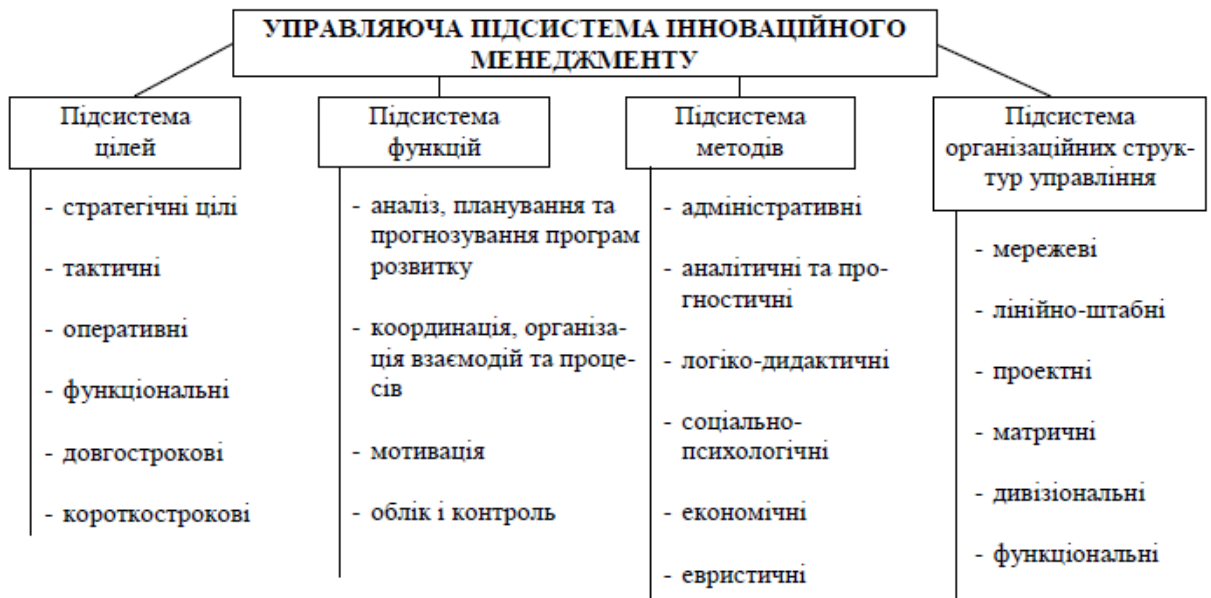 УПРАВЛЯЮЧА ПІДСИСТЕМА ІННОВАЦІЙНОГО
МЕНЕДЖМЕНТУ
Підсистема
цілей
- стратегічні цілі
- тактичні
- оперативні
- функціональні
- довгострокові
- короткострокові
Підсистема
функцій
- аналіз, планування та
прогнозування програм
розвитку
- координація, організа-
ція взаємодій та проце-
сів
- мотивація
- облік і контроль
Підсистема
методів
- адміністративні
- аналітичні та про-
гностичні
- логіко-дидактичні
- соціально-
психологічні
- економічні
- евристичні
Підсистема
організаційних струк-
тур управління
- мережеві
- лінійно-штабні
- проектні
- матричні
- дивізіональні
- функціональні